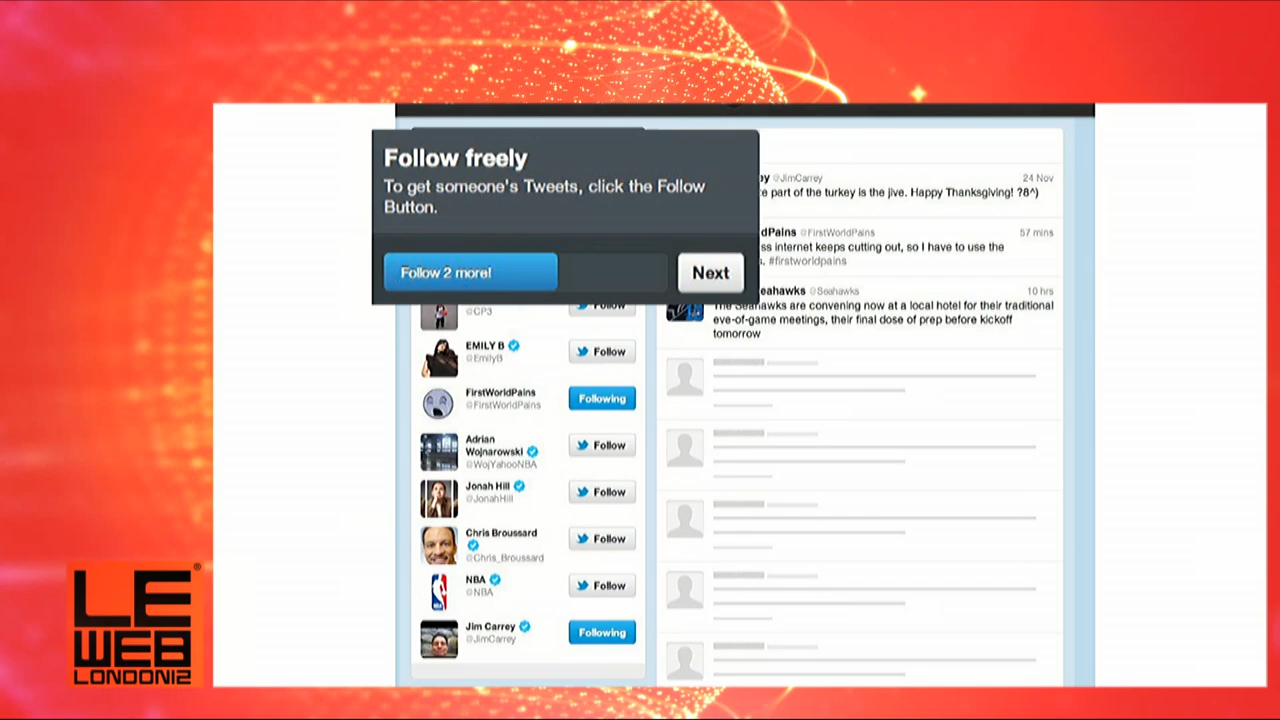 Follow freely
To get someone's Tweets, click the Follow
Button.
Follow 2 more!
Next
@CP3
Follow
EMILY B
@EmilyB
Follow
FirstWorldPains
@FirstWorldPains
Following
Adrian
Wojnarowski
@WojYahooNBA
Follow
Jonah Hill
@JonahHill
Follow
Chris Broussard
@Chris_Broussard
Follow
NBA
@NBA
Follow
Jim Carrey
@JimCarrey
Following
ey @JimCarrey 24 Nov
e part of the turkey is the jive. Happy Thanksgiving! ?8^)
dPains @FirstWorldPains 57 mins
ss internet keeps cutting out, so I have to use the
s. #firstworldpains
eahawks @Seahawks 10 hrs
The Seahawks are convening now at a local hotel for their traditional
eve-of-game meetings, their final dose of prep before kickoff
tomorrow
LE
WEB
LONDON12
®